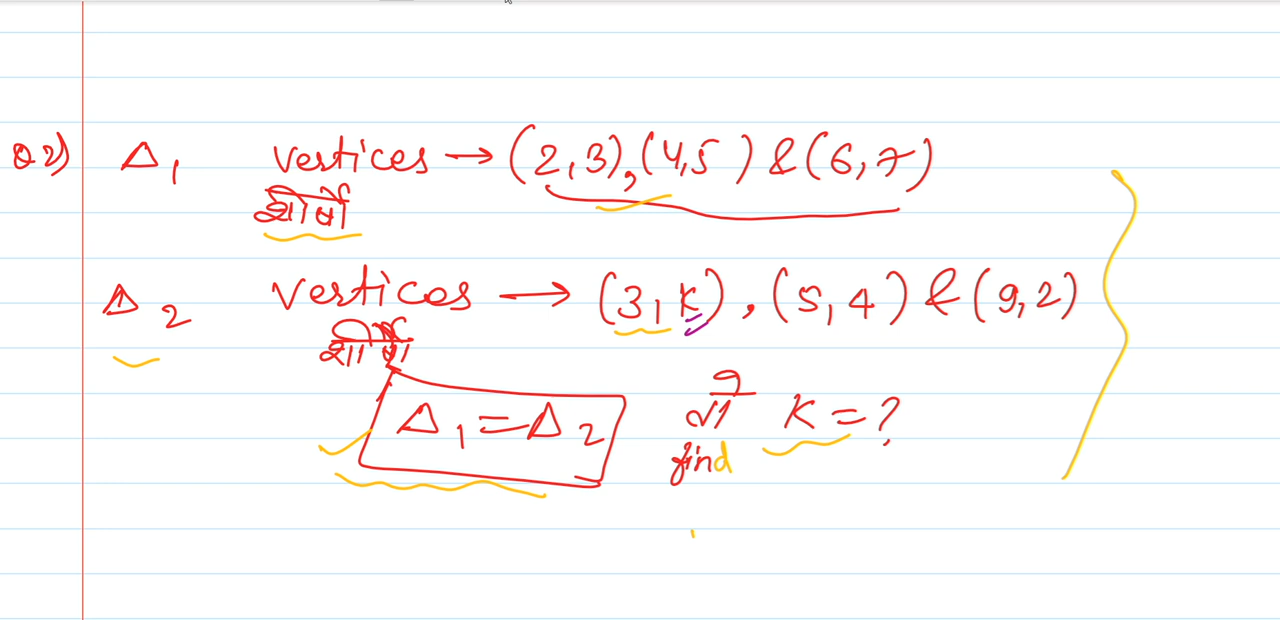 Q2) Δ₁ vertices → (2,3),(4,5) & (6,7)
शीर्ष
Δ₂ vertices → (3,k), (5,4) & (9,2)
शीर्ष
Δ₁=Δ₂ तो K=?
find